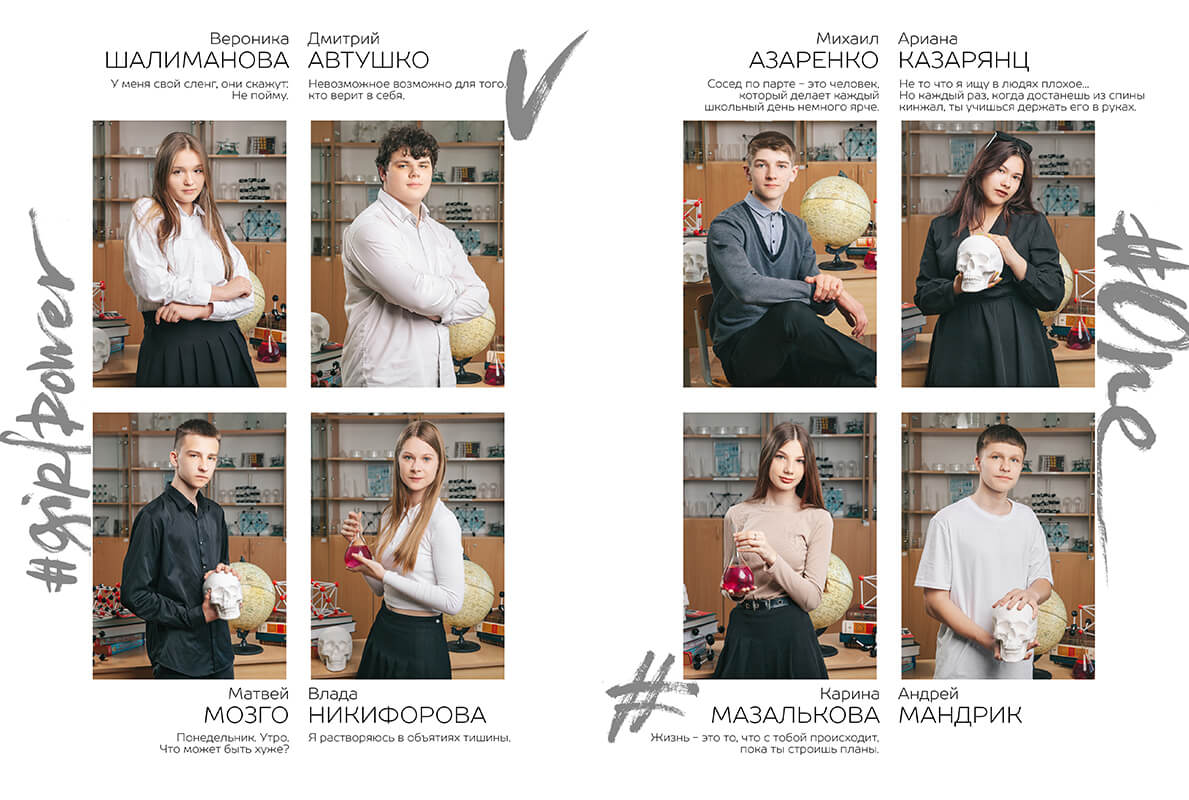 Вероника
ШАЛИМАНОВА
У меня свой сленг, они скажут:
Не пойму.
Дмитрий
АВТУШКО
Невозможное возможно для того,
кто верит в себя.
Михаил
АЗАРЕНКО
Сосед по парте – это человек,
который делает каждый
школьный день немного ярче.
Ариана
КАЗАРЯНЦ
Не то что я ищу в людях плохое...
Но каждый раз, когда достанешь из спины
кинжал, ты учишься держать его в руках.
#girlpower
Матвей
МОЗГО
Понедельник. Утро.
Что может быть хуже?
Влада
НИКИФОРОВА
Я растворяюсь в объятиях тишины.
#
Карина
МАЗАЛЬКОВА
Жизнь – это то, что с тобой происходит,
пока ты строишь планы.
Андрей
МАНДРИК